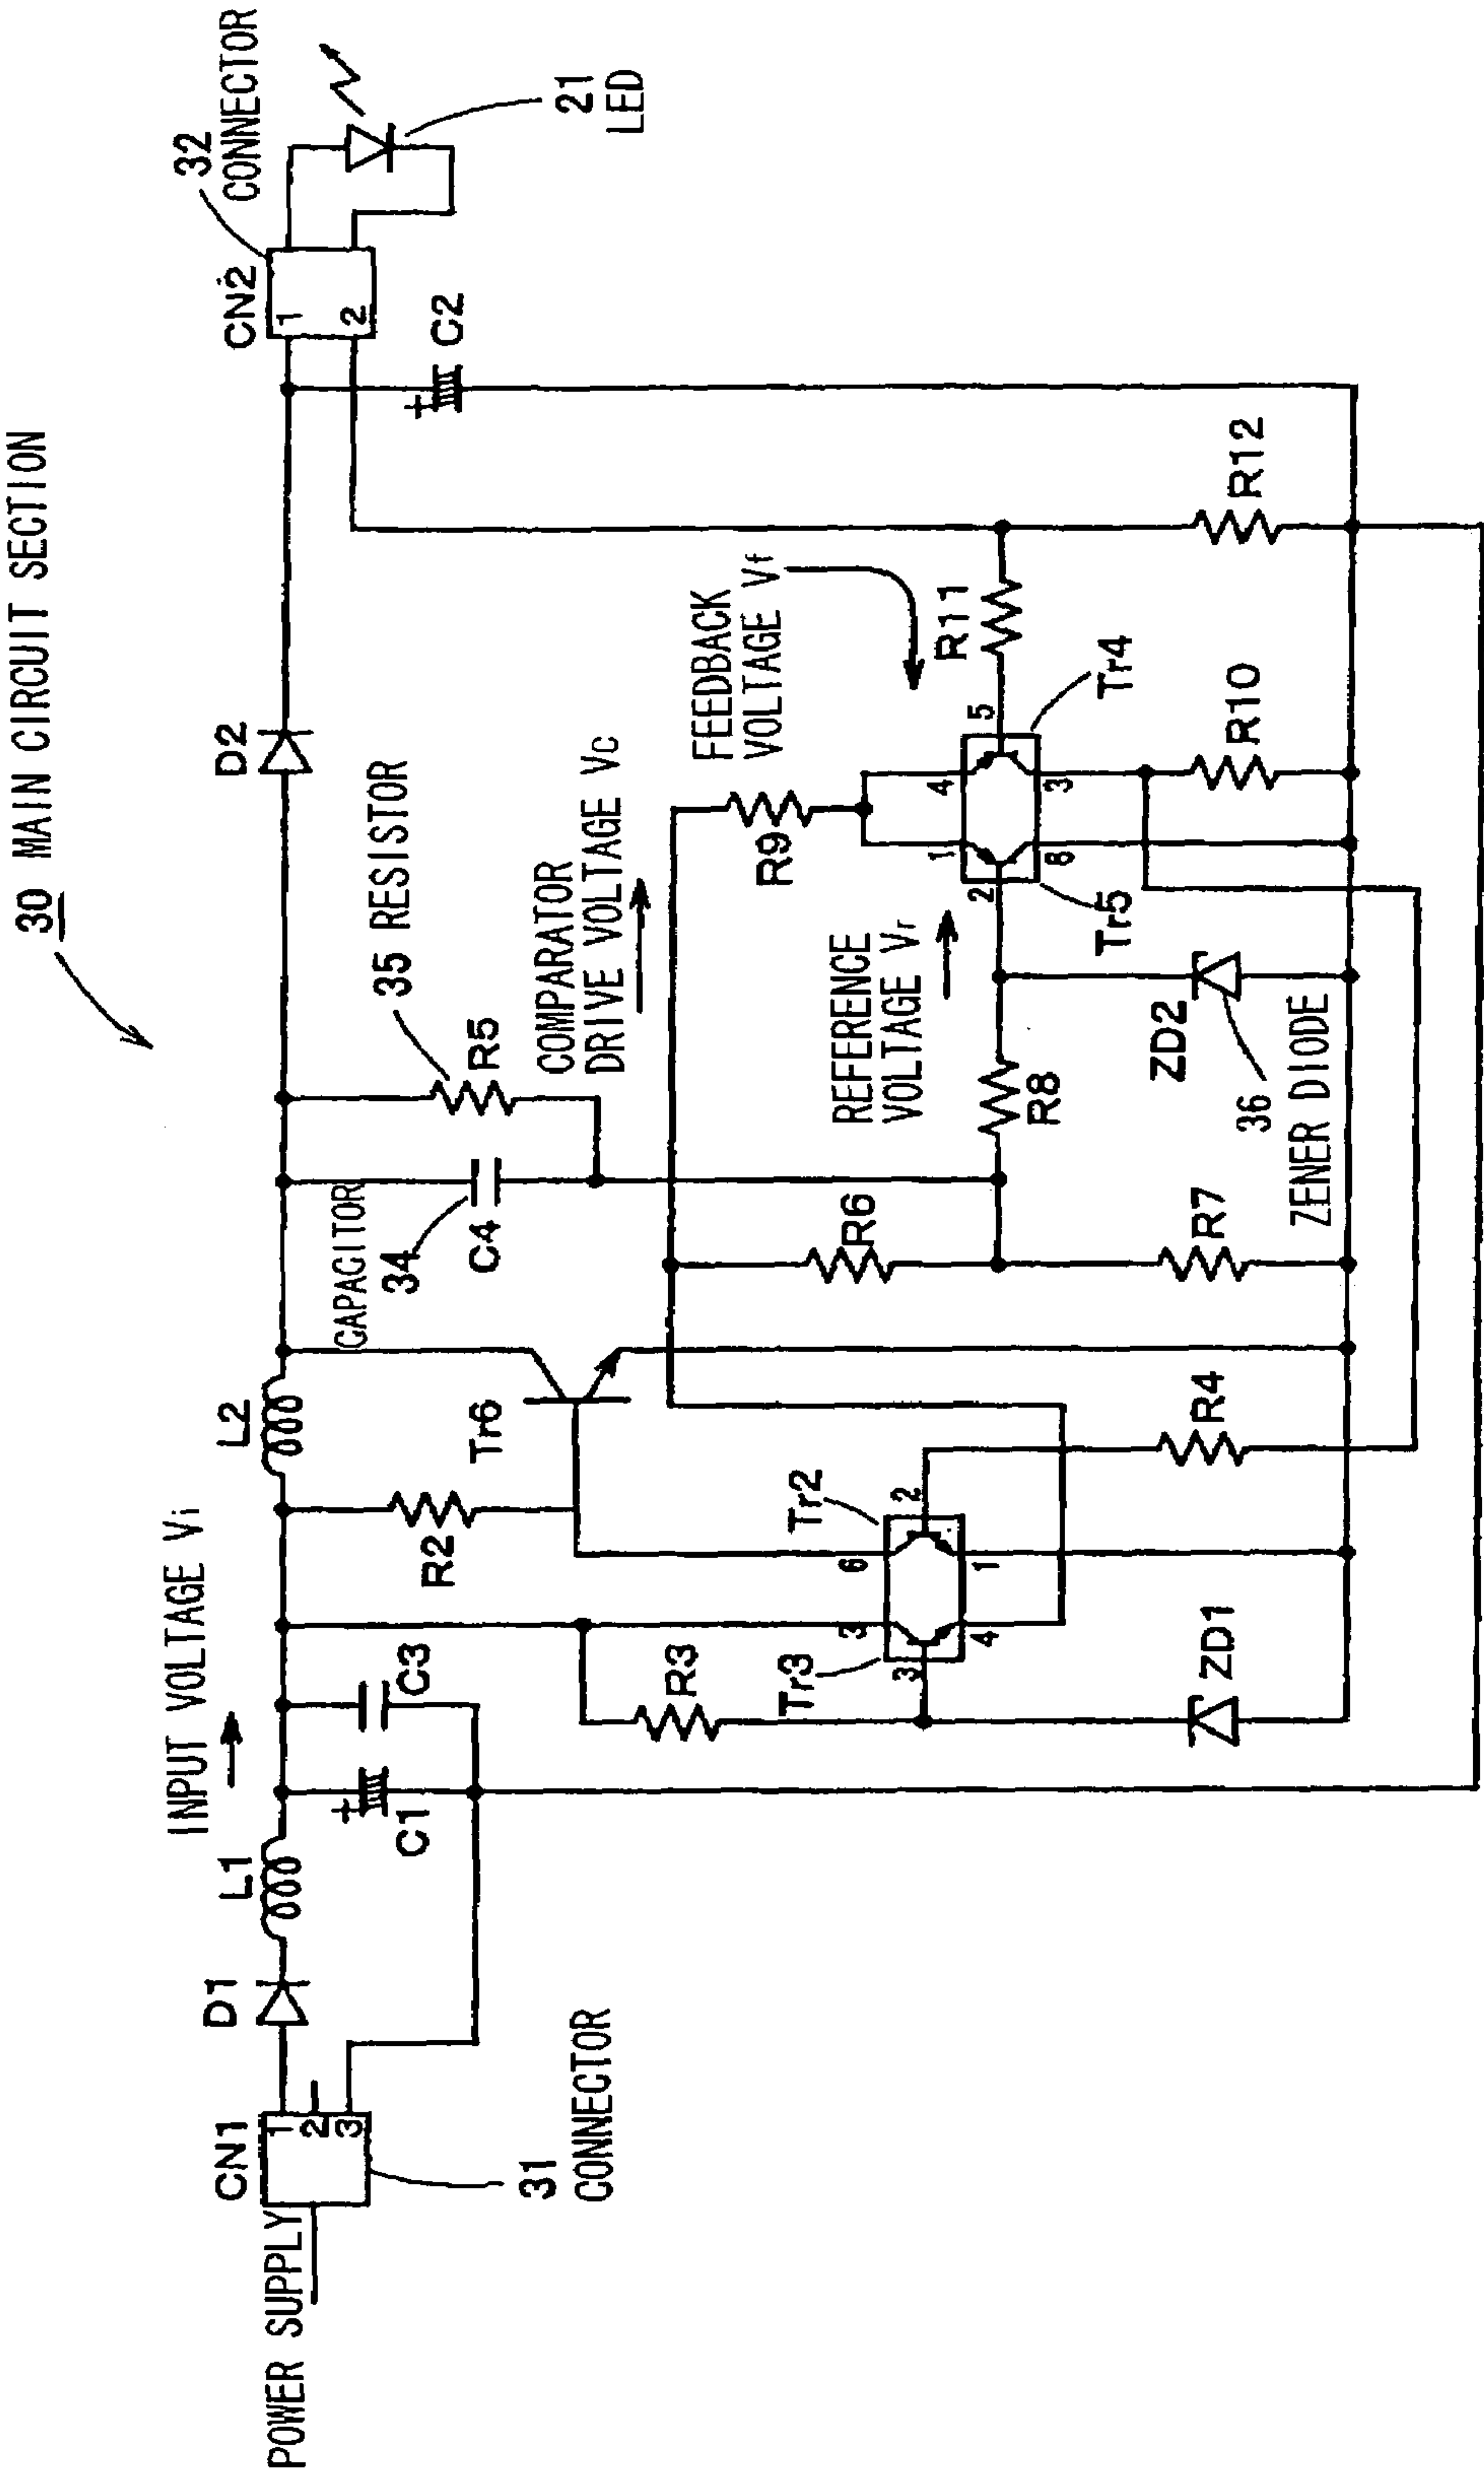 30 MAIN CIRCUIT SECTION
POWER SUPPLY
CN1
1
2
3
31
CONNECTOR
D1
L1
INPUT VOLTAGE Vi
C1
+
C3
R3
Tr3
3
3
4
ZD1
R2
Tr2
6
2
1
R4
L2
Tr6
CAPACITOR
34
C4
R5
35 RESISTOR
R6
R7
R8
COMPARATOR
DRIVE VOLTAGE Vc
REFERENCE
VOLTAGE Vr
ZD2
36
ZENER DIODE
R9
1
4
2
5
8
3
Tr5
Tr4
FEEDBACK
VOLTAGE Vf
R10
R11
R12
D2
C2
+
CN2
1
2
32
CONNECTOR
21
LED